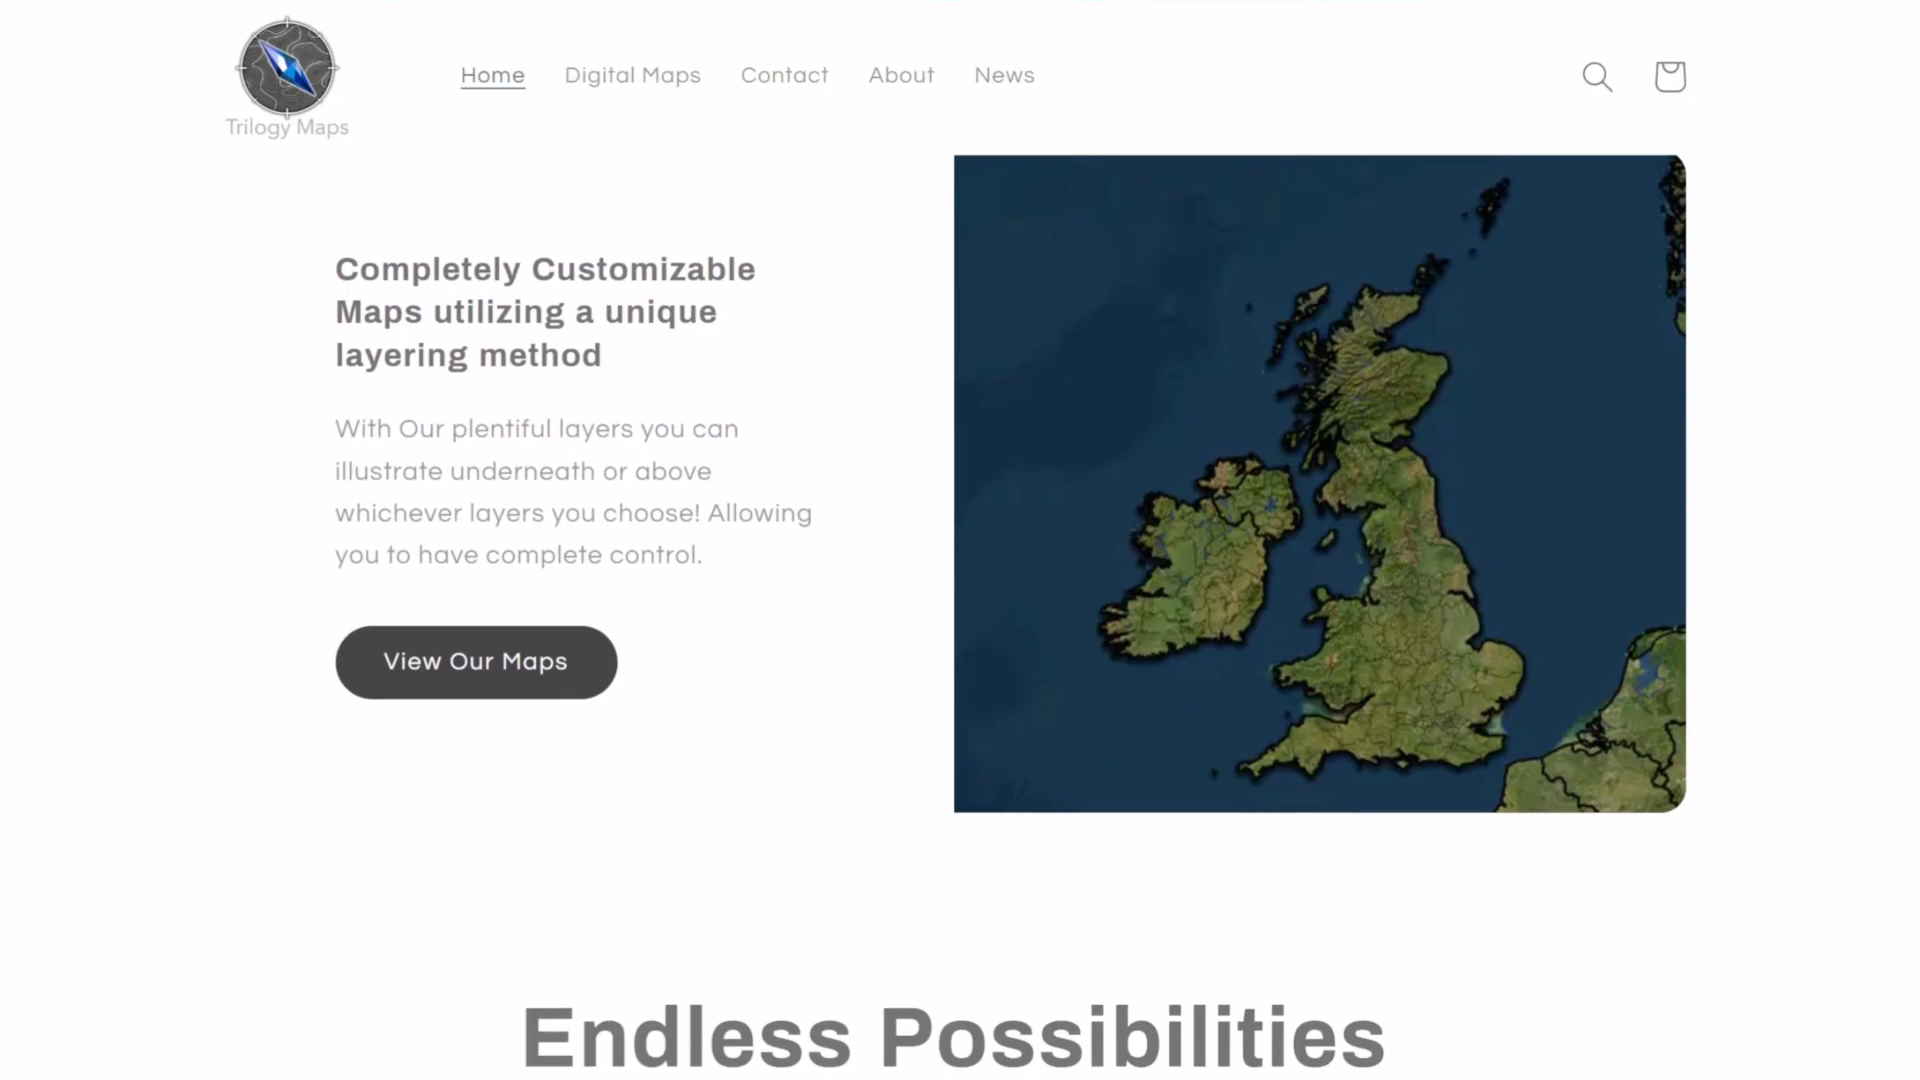 Trilogy Maps
Home Digital Maps Contact About News
Completely Customizable
Maps utilizing a unique
layering method
With Our plentiful layers you can
illustrate underneath or above
whichever layers you choose! Allowing
you to have complete control.
View Our Maps
Endless Possibilities